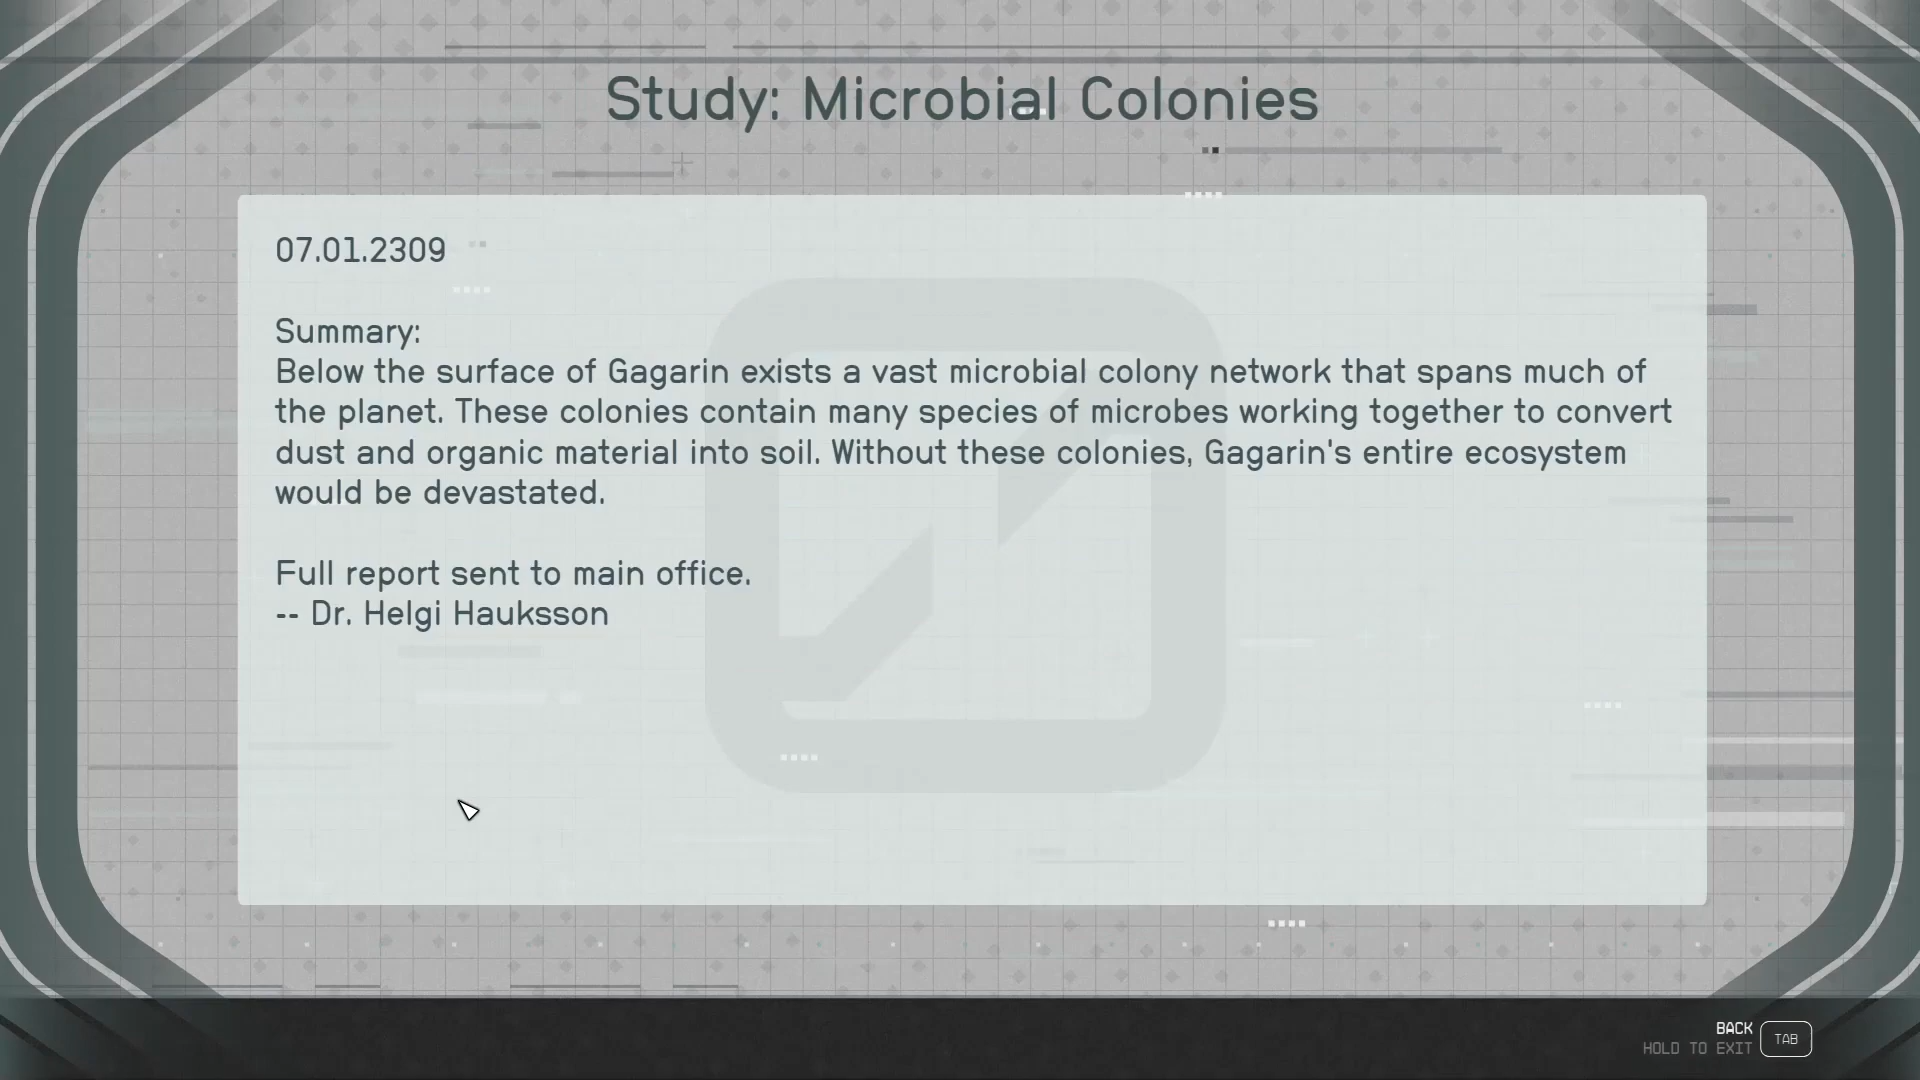 Study: Microbial Colonies
07.01.2309
Summary:
Below the surface of Gagarin exists a vast microbial colony network that spans much of
the planet. These colonies contain many species of microbes working together to convert
dust and organic material into soil. Without these colonies, Gagarin's entire ecosystem
would be devastated.
Full report sent to main office.
-- Dr. Helgi Hauksson
BACK
HOLD TO EXIT
TAB